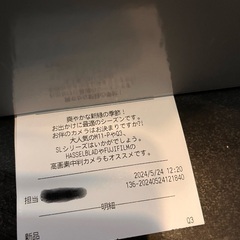 爽やかな新緑の季節!
お出かけに最適のシーズンです。
お伴のカメラはお決まりですか?!
大人気のM11-PやQ3、
SLシリーズはいかがでしょう。
HASSELBLADやFUJIFILMの
高画素中判カメラもオススメです。
2024/5/24 12:20
136-20240524121840
担当
明細
新品
Q3